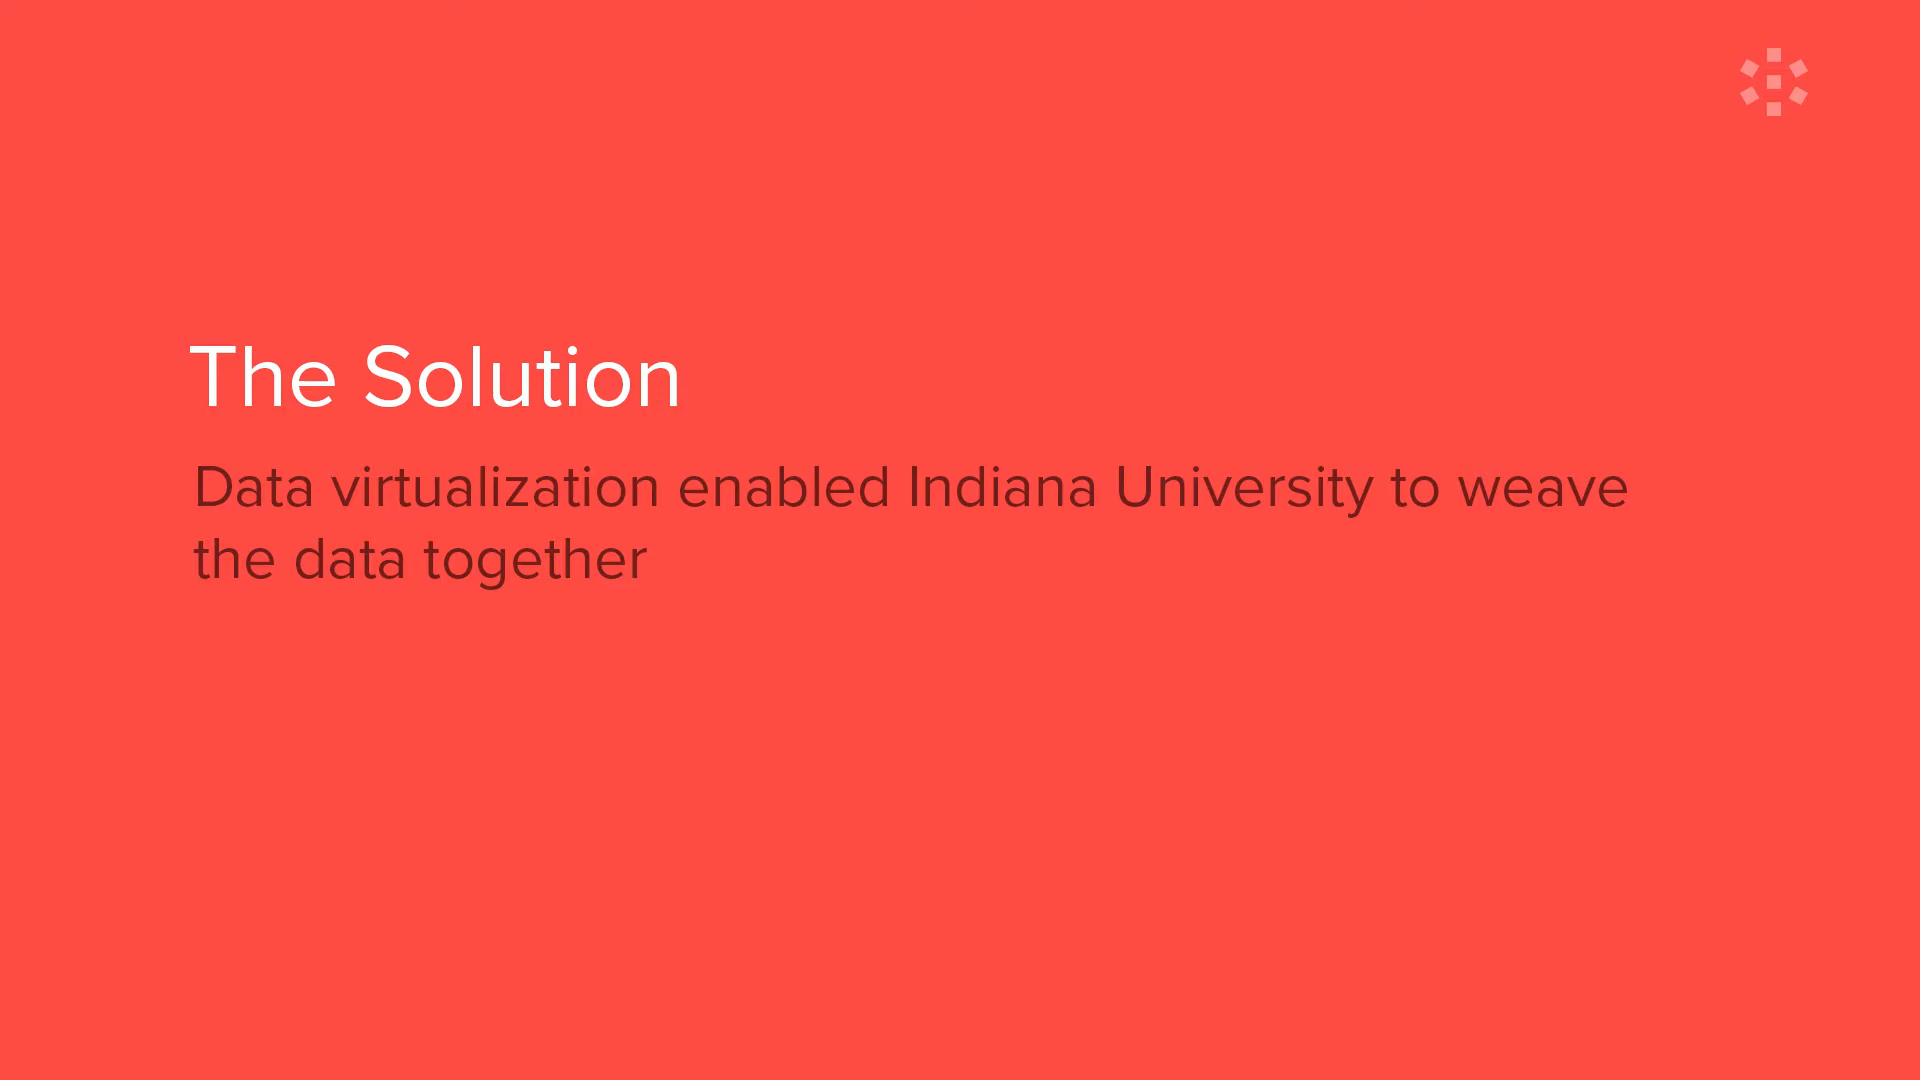 The Solution
Data virtualization enabled Indiana University to weave
the data together